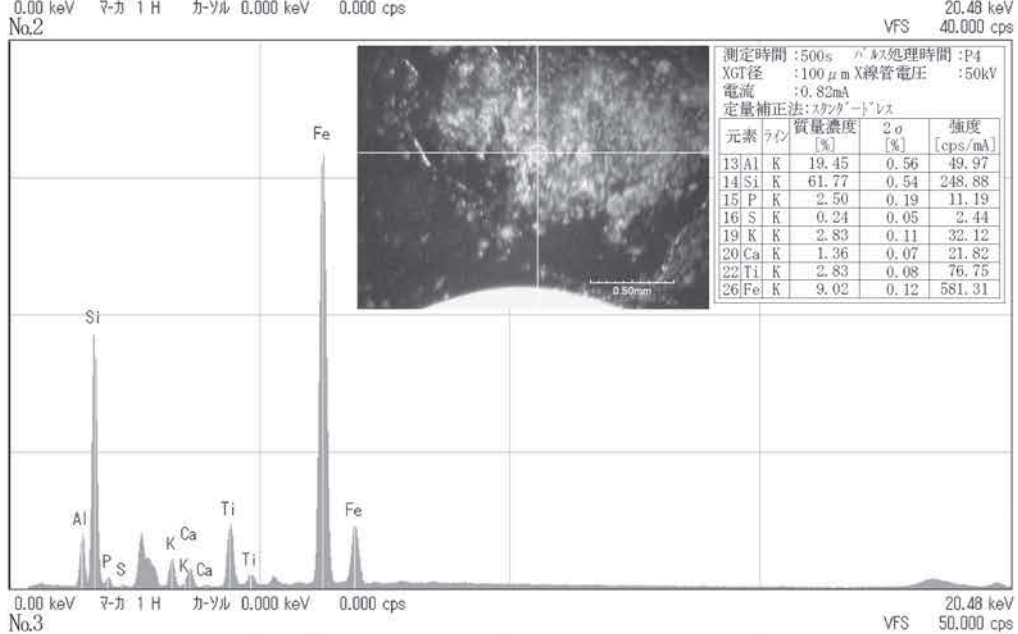 0.00 keV マーカ 1 H カーソル 0.000 keV 0.000 cps 20.48 keV
No.2 VFS 40.000 cps
測定時間 :500s パルス処理時間 :P4
XGT径 :100μm X線管電圧 :50kV
電流 :0.82mA
定量補正法:スタンダードレス
元素 ライン 質量濃度[%] 2σ[%] 強度[cps/mA]
13 Al K 19.45 0.56 49.97
14 Si K 61.77 0.54 248.88
15 P K 2.50 0.19 11.19
16 S K 0.24 0.05 2.44
19 K K 2.83 0.11 32.12
20 Ca K 1.36 0.07 21.82
22 Ti K 2.83 0.08 76.75
26 Fe K 9.02 0.12 581.31
0.50mm
Fe
Si
Al
P
S
K
Ca
K
Ca
Ti
Ti
Fe
0.00 keV マーカ 1 H カーソル 0.000 keV 0.000 cps 20.48 keV
No.3 VFS 50.000 cps